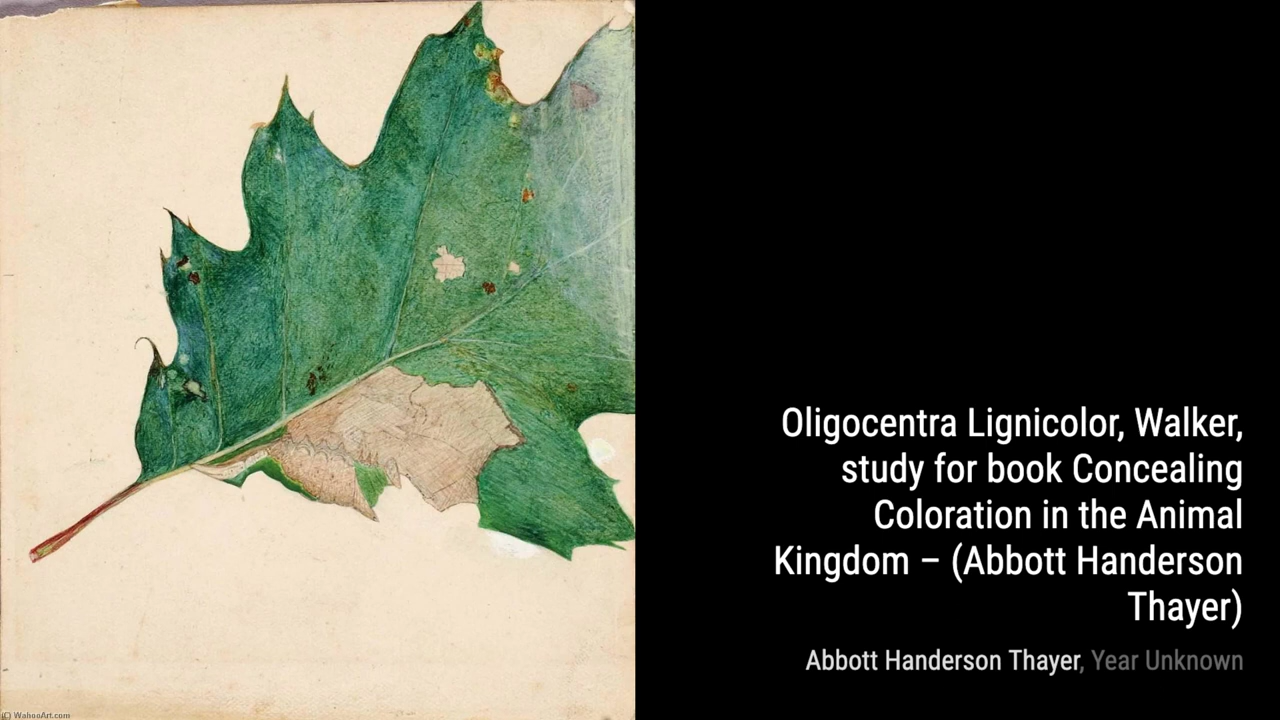 Oligocentra Lignicolor, Walker,
study for book Concealing
Coloration in the Animal
Kingdom – (Abbott Handerson
Thayer)
Abbott Handerson Thayer, Year Unknown
(C) WahooArt.com